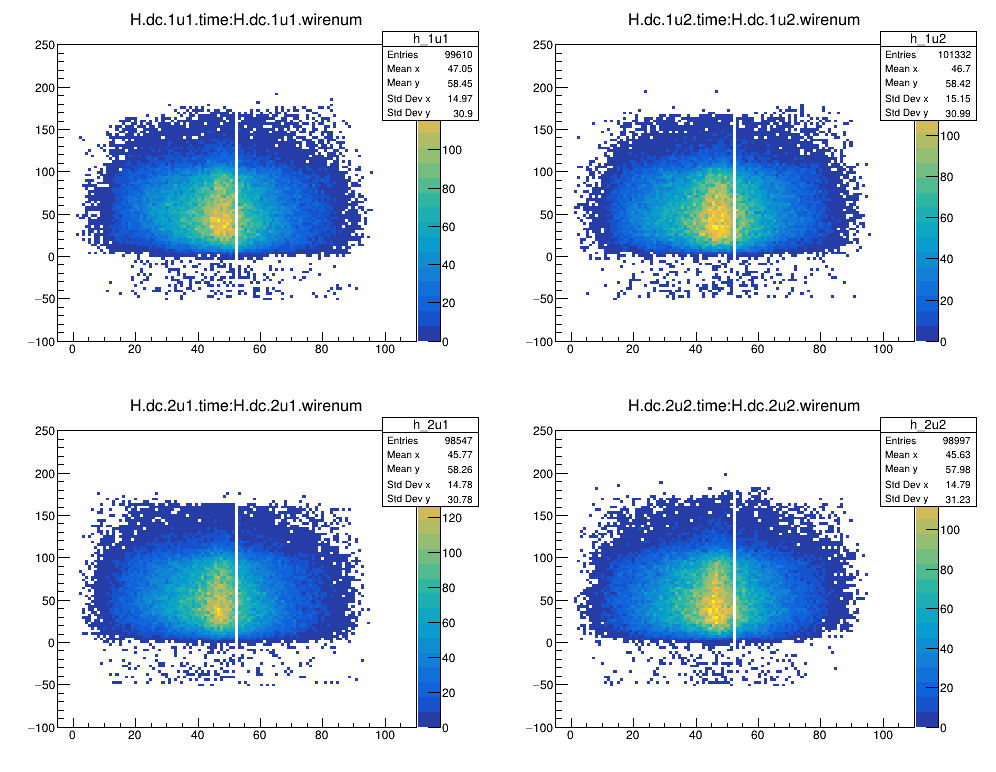 H.dc.1u1.time:H.dc.1u1.wirenum
h_1u1
Entries 99610
Mean x 47.05
Mean y 58.45
Std Dev x 14.97
Std Dev y 30.9
250
200
150
100
50
0
−50
−100
0 20 40 60 80 100
100
80
60
40
20
0
H.dc.1u2.time:H.dc.1u2.wirenum
h_1u2
Entries 101332
Mean x 46.7
Mean y 58.42
Std Dev x 15.15
Std Dev y 30.99
250
200
150
100
50
0
−50
−100
0 20 40 60 80 100
100
80
60
40
20
0
H.dc.2u1.time:H.dc.2u1.wirenum
h_2u1
Entries 98547
Mean x 45.77
Mean y 58.26
Std Dev x 14.78
Std Dev y 30.78
250
200
150
100
50
0
−50
−100
0 20 40 60 80 100
120
100
80
60
40
20
0
H.dc.2u2.time:H.dc.2u2.wirenum
h_2u2
Entries 98997
Mean x 45.63
Mean y 57.98
Std Dev x 14.79
Std Dev y 31.23
250
200
150
100
50
0
−50
−100
0 20 40 60 80 100
100
80
60
40
20
0